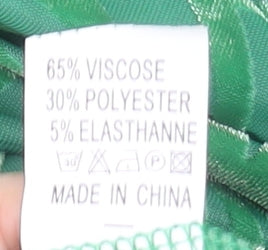 65% VISCOSE
30% POLYESTER
5% ELASTHANNE
MADE IN CHINA